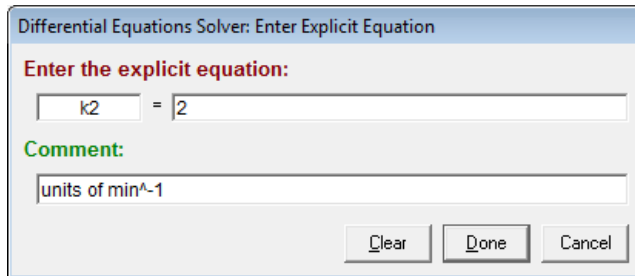 Differential Equations Solver: Enter Explicit Equation
Enter the explicit equation:
k2 = 2
Comment:
units of min^-1
Clear Done Cancel